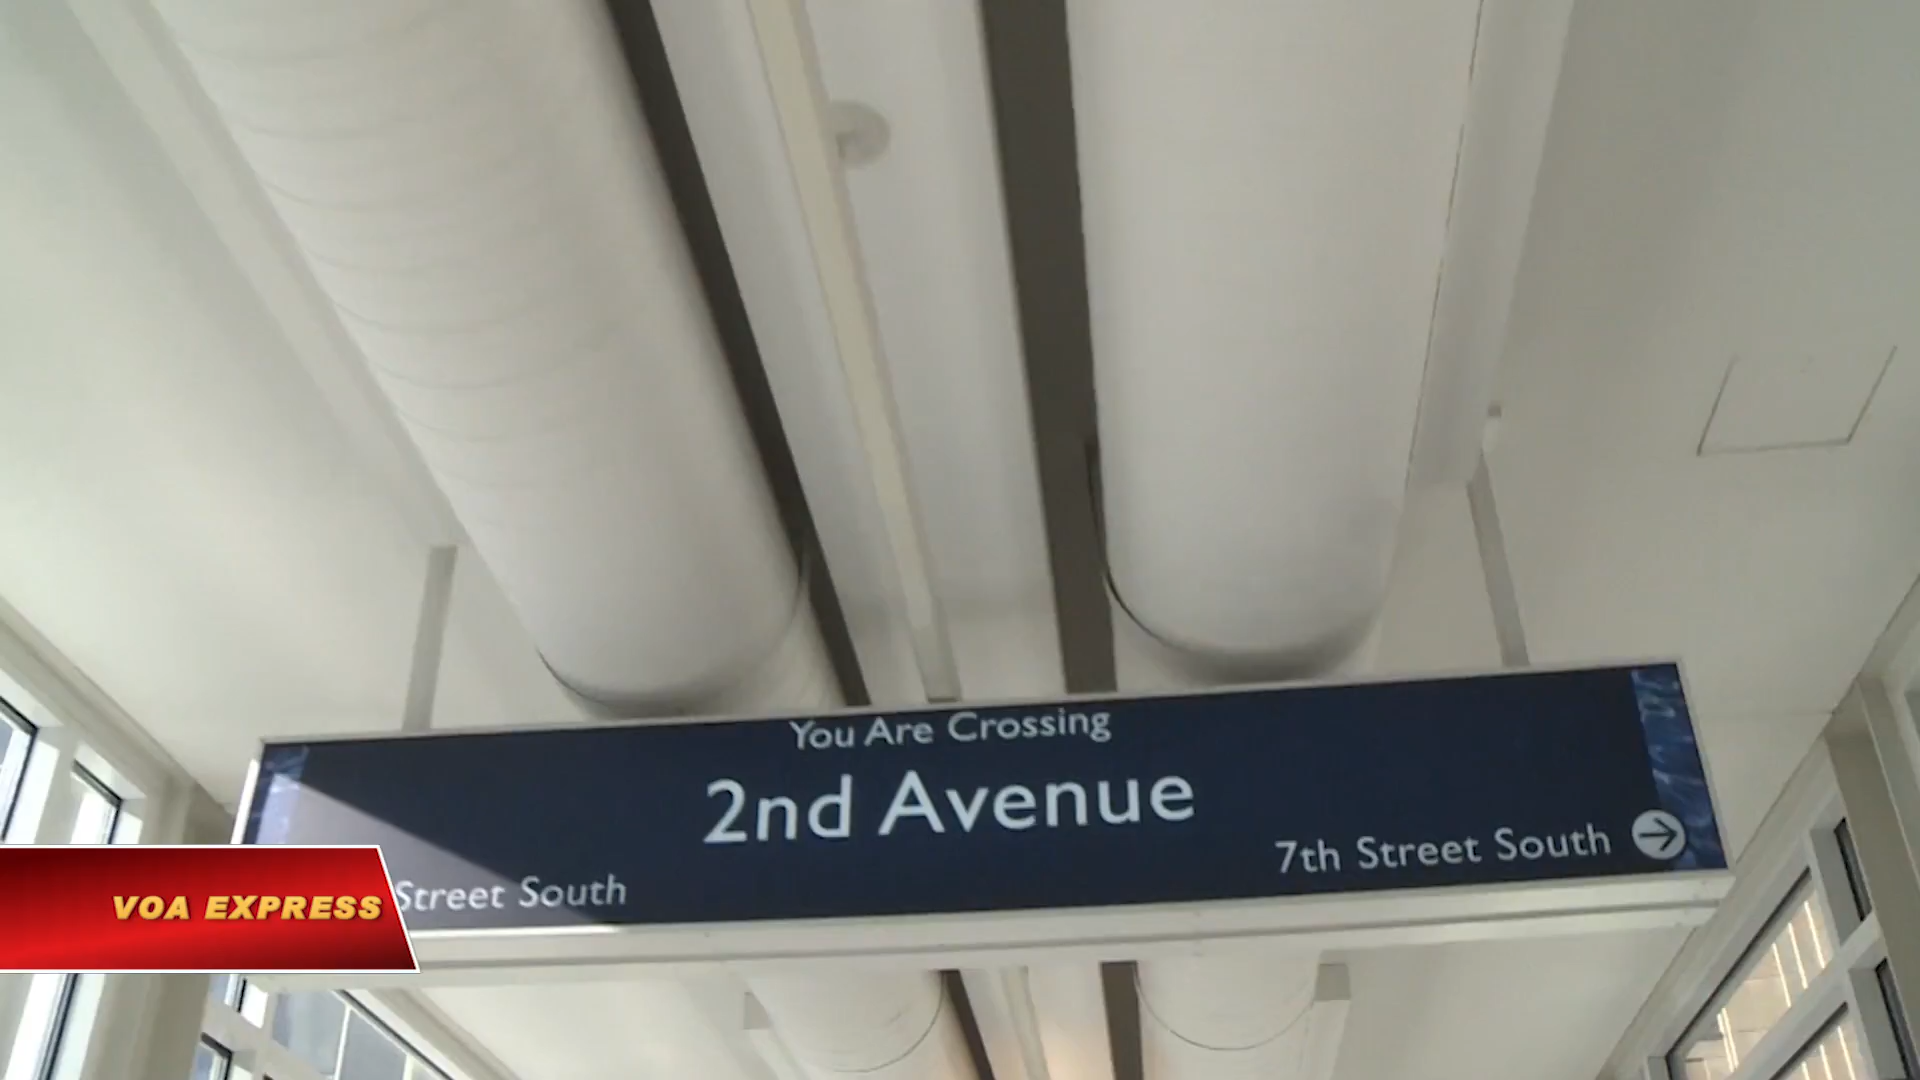 You Are Crossing
2nd Avenue
7th Street South
Street South
VOA EXPRESS